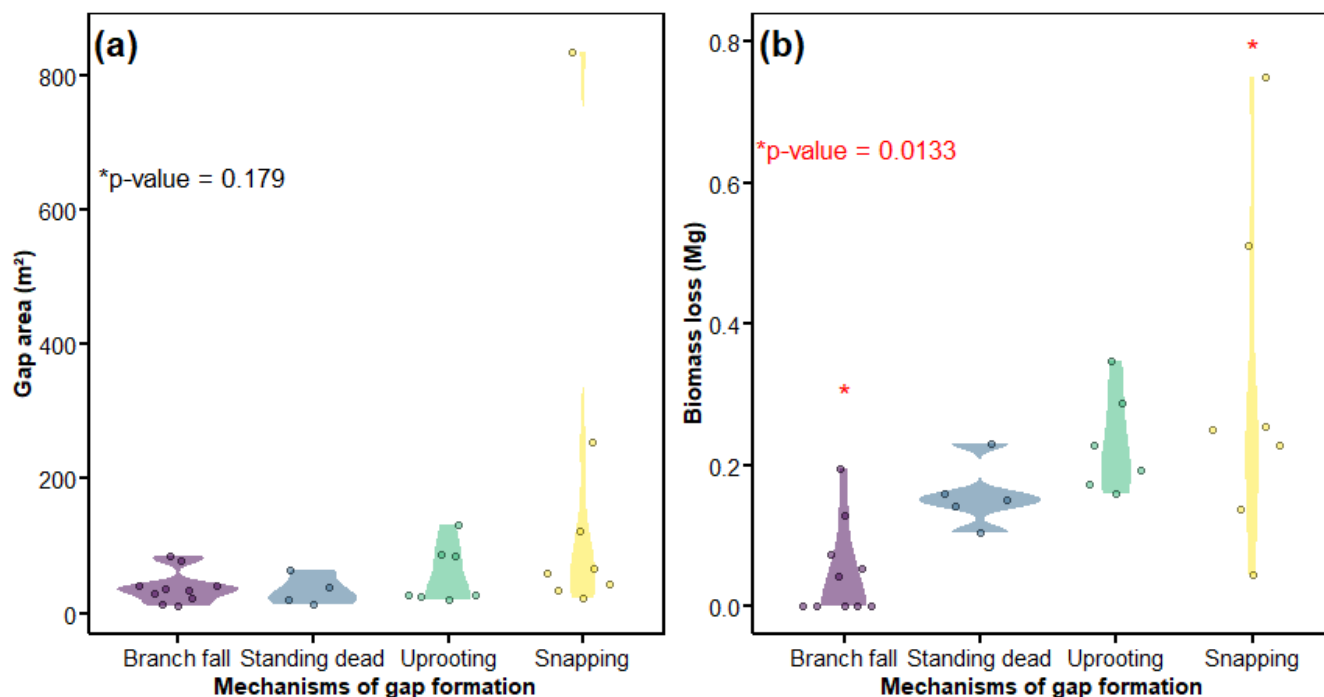 (a)
*p-value = 0.179
Gap area (m²)
800
600
400
200
0
Branch fall Standing dead Uprooting Snapping
Mechanisms of gap formation
(b)
*
*p-value = 0.0133
*
Biomass loss (Mg)
0.8
0.6
0.4
0.2
0.0
Branch fall Standing dead Uprooting Snapping
Mechanisms of gap formation